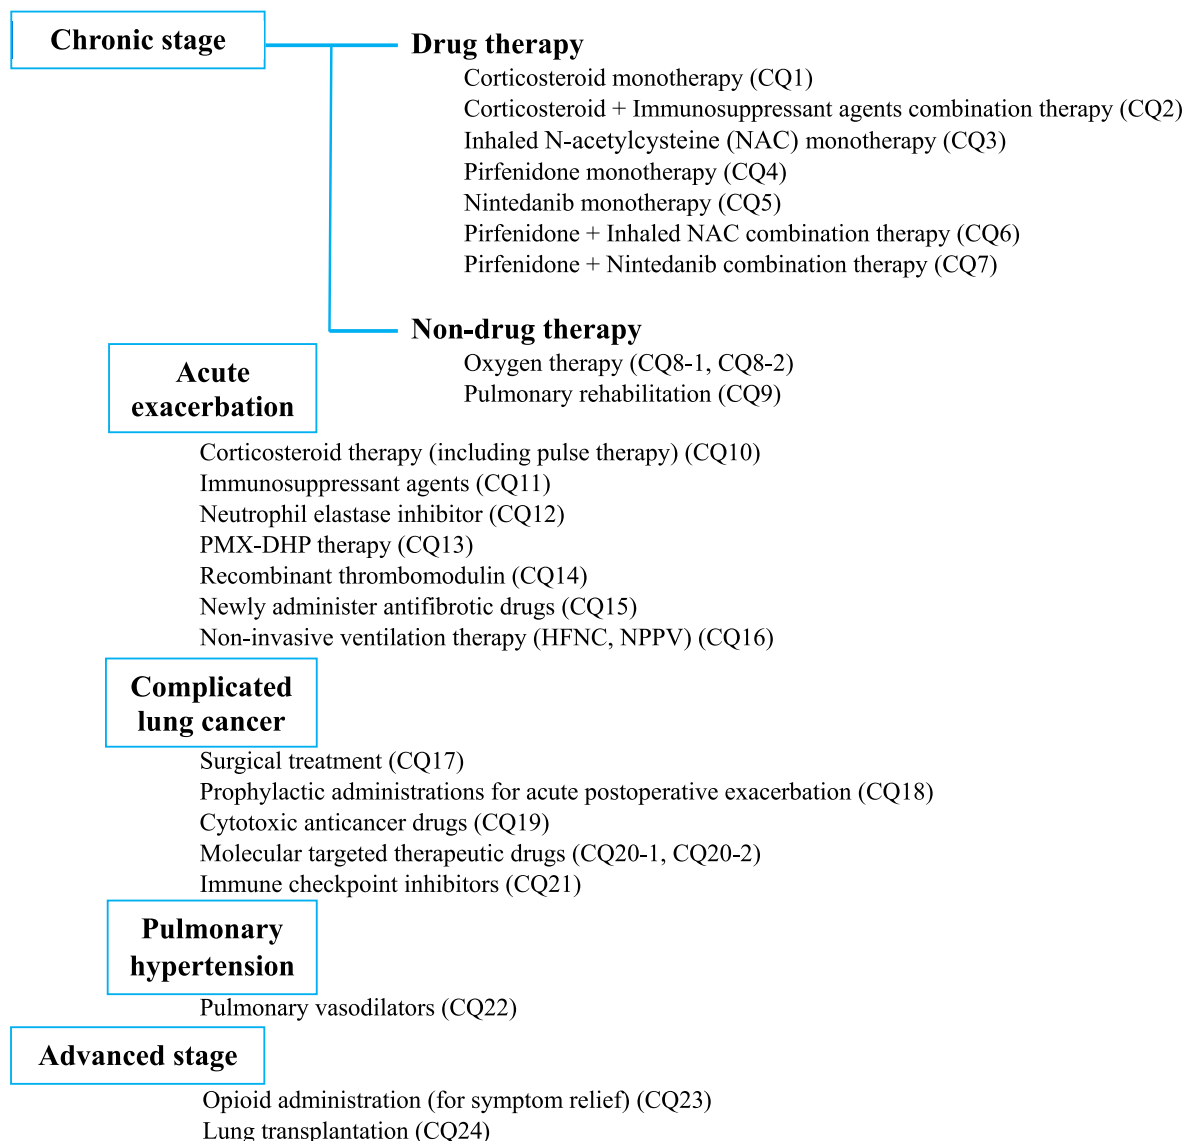 Chronic stage
Drug therapy
Corticosteroid monotherapy (CQ1)
Corticosteroid + Immunosuppressant agents combination therapy (CQ2)
Inhaled N-acetylcysteine (NAC) monotherapy (CQ3)
Pirfenidone monotherapy (CQ4)
Nintedanib monotherapy (CQ5)
Pirfenidone + Inhaled NAC combination therapy (CQ6)
Pirfenidone + Nintedanib combination therapy (CQ7)
Non-drug therapy
Oxygen therapy (CQ8-1, CQ8-2)
Pulmonary rehabilitation (CQ9)
Acute
exacerbation
Corticosteroid therapy (including pulse therapy) (CQ10)
Immunosuppressant agents (CQ11)
Neutrophil elastase inhibitor (CQ12)
PMX-DHP therapy (CQ13)
Recombinant thrombomodulin (CQ14)
Newly administer antifibrotic drugs (CQ15)
Non-invasive ventilation therapy (HFNC, NPPV) (CQ16)
Complicated
lung cancer
Surgical treatment (CQ17)
Prophylactic administrations for acute postoperative exacerbation (CQ18)
Cytotoxic anticancer drugs (CQ19)
Molecular targeted therapeutic drugs (CQ20-1, CQ20-2)
Immune checkpoint inhibitors (CQ21)
Pulmonary
hypertension
Pulmonary vasodilators (CQ22)
Advanced stage
Opioid administration (for symptom relief) (CQ23)
Lung transplantation (CQ24)